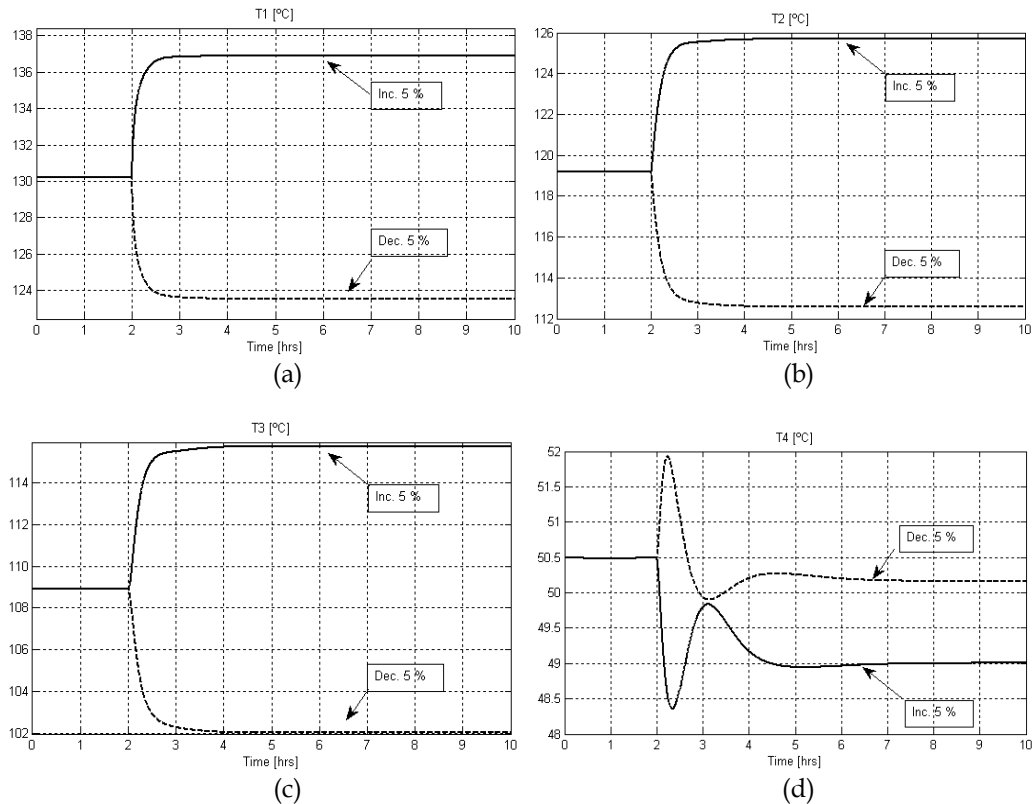 T1 [ºC]
138
136
134
132
130
128
126
124
Inc. 5 %
Dec. 5 %
0 1 2 3 4 5 6 7 8 9 10
Time [hrs]
(a)
T2 [ºC]
126
124
122
120
118
116
114
112
Inc. 5 %
Dec. 5 %
0 1 2 3 4 5 6 7 8 9 10
Time [hrs]
(b)
T3 [ºC]
114
112
110
108
106
104
102
Inc. 5 %
Dec. 5 %
0 1 2 3 4 5 6 7 8 9 10
Time [hrs]
(c)
T4 [ºC]
52
51.5
51
50.5
50
49.5
49
48.5
48
Dec. 5 %
Inc. 5 %
0 1 2 3 4 5 6 7 8 9 10
Time [hrs]
(d)